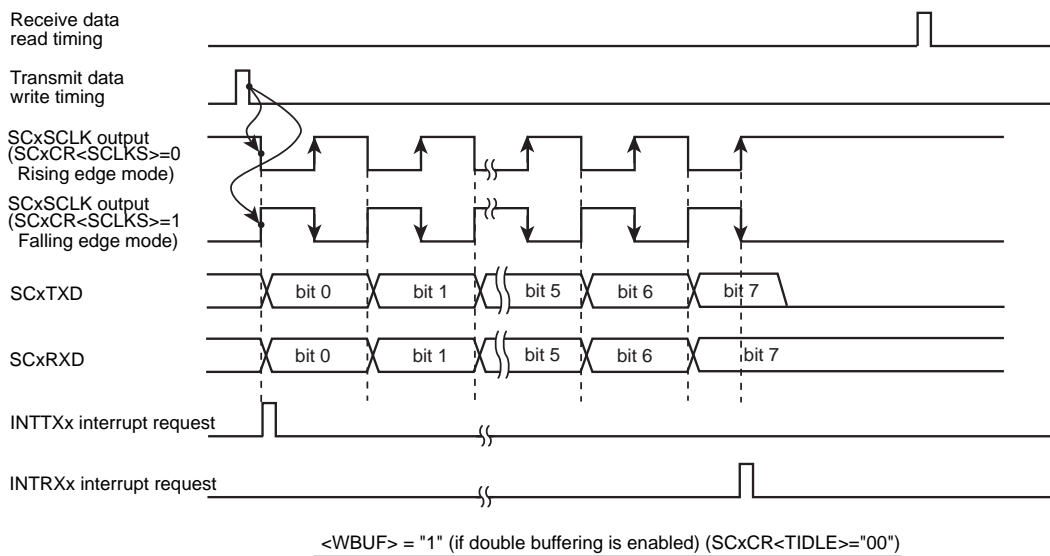 Receive data
read timing
Transmit data
write timing
SCxSCLK output
(SCxCR<SCLKS>=0
Rising edge mode)
SCxSCLK output
(SCxCR<SCLKS>=1
Falling edge mode)
SCxTXD
bit 0
bit 1
bit 5
bit 6
bit 7
SCxRXD
bit 0
bit 1
bit 5
bit 6
bit 7
INTTXx interrupt request
INTRXx interrupt request
<WBUF> = "1" (if double buffering is enabled) (SCxCR<TIDLE>="00")